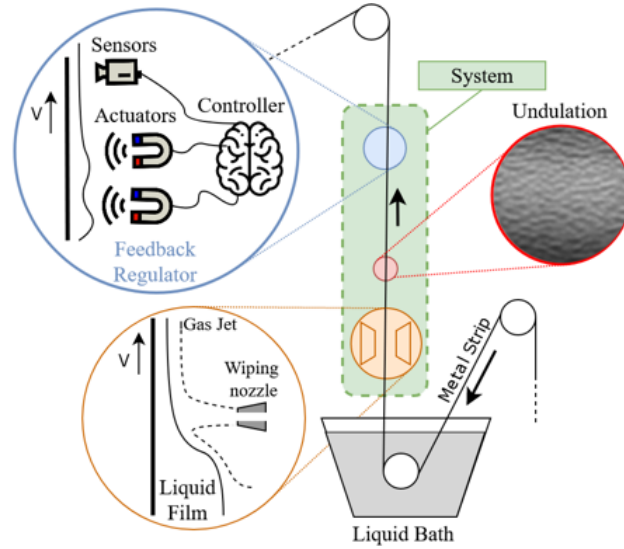 Sensors
V
Actuators
Controller
Feedback
Regulator
System
Undulation
Gas Jet
V
Wiping
nozzle
Liquid
Film
Metal Strip
Liquid Bath